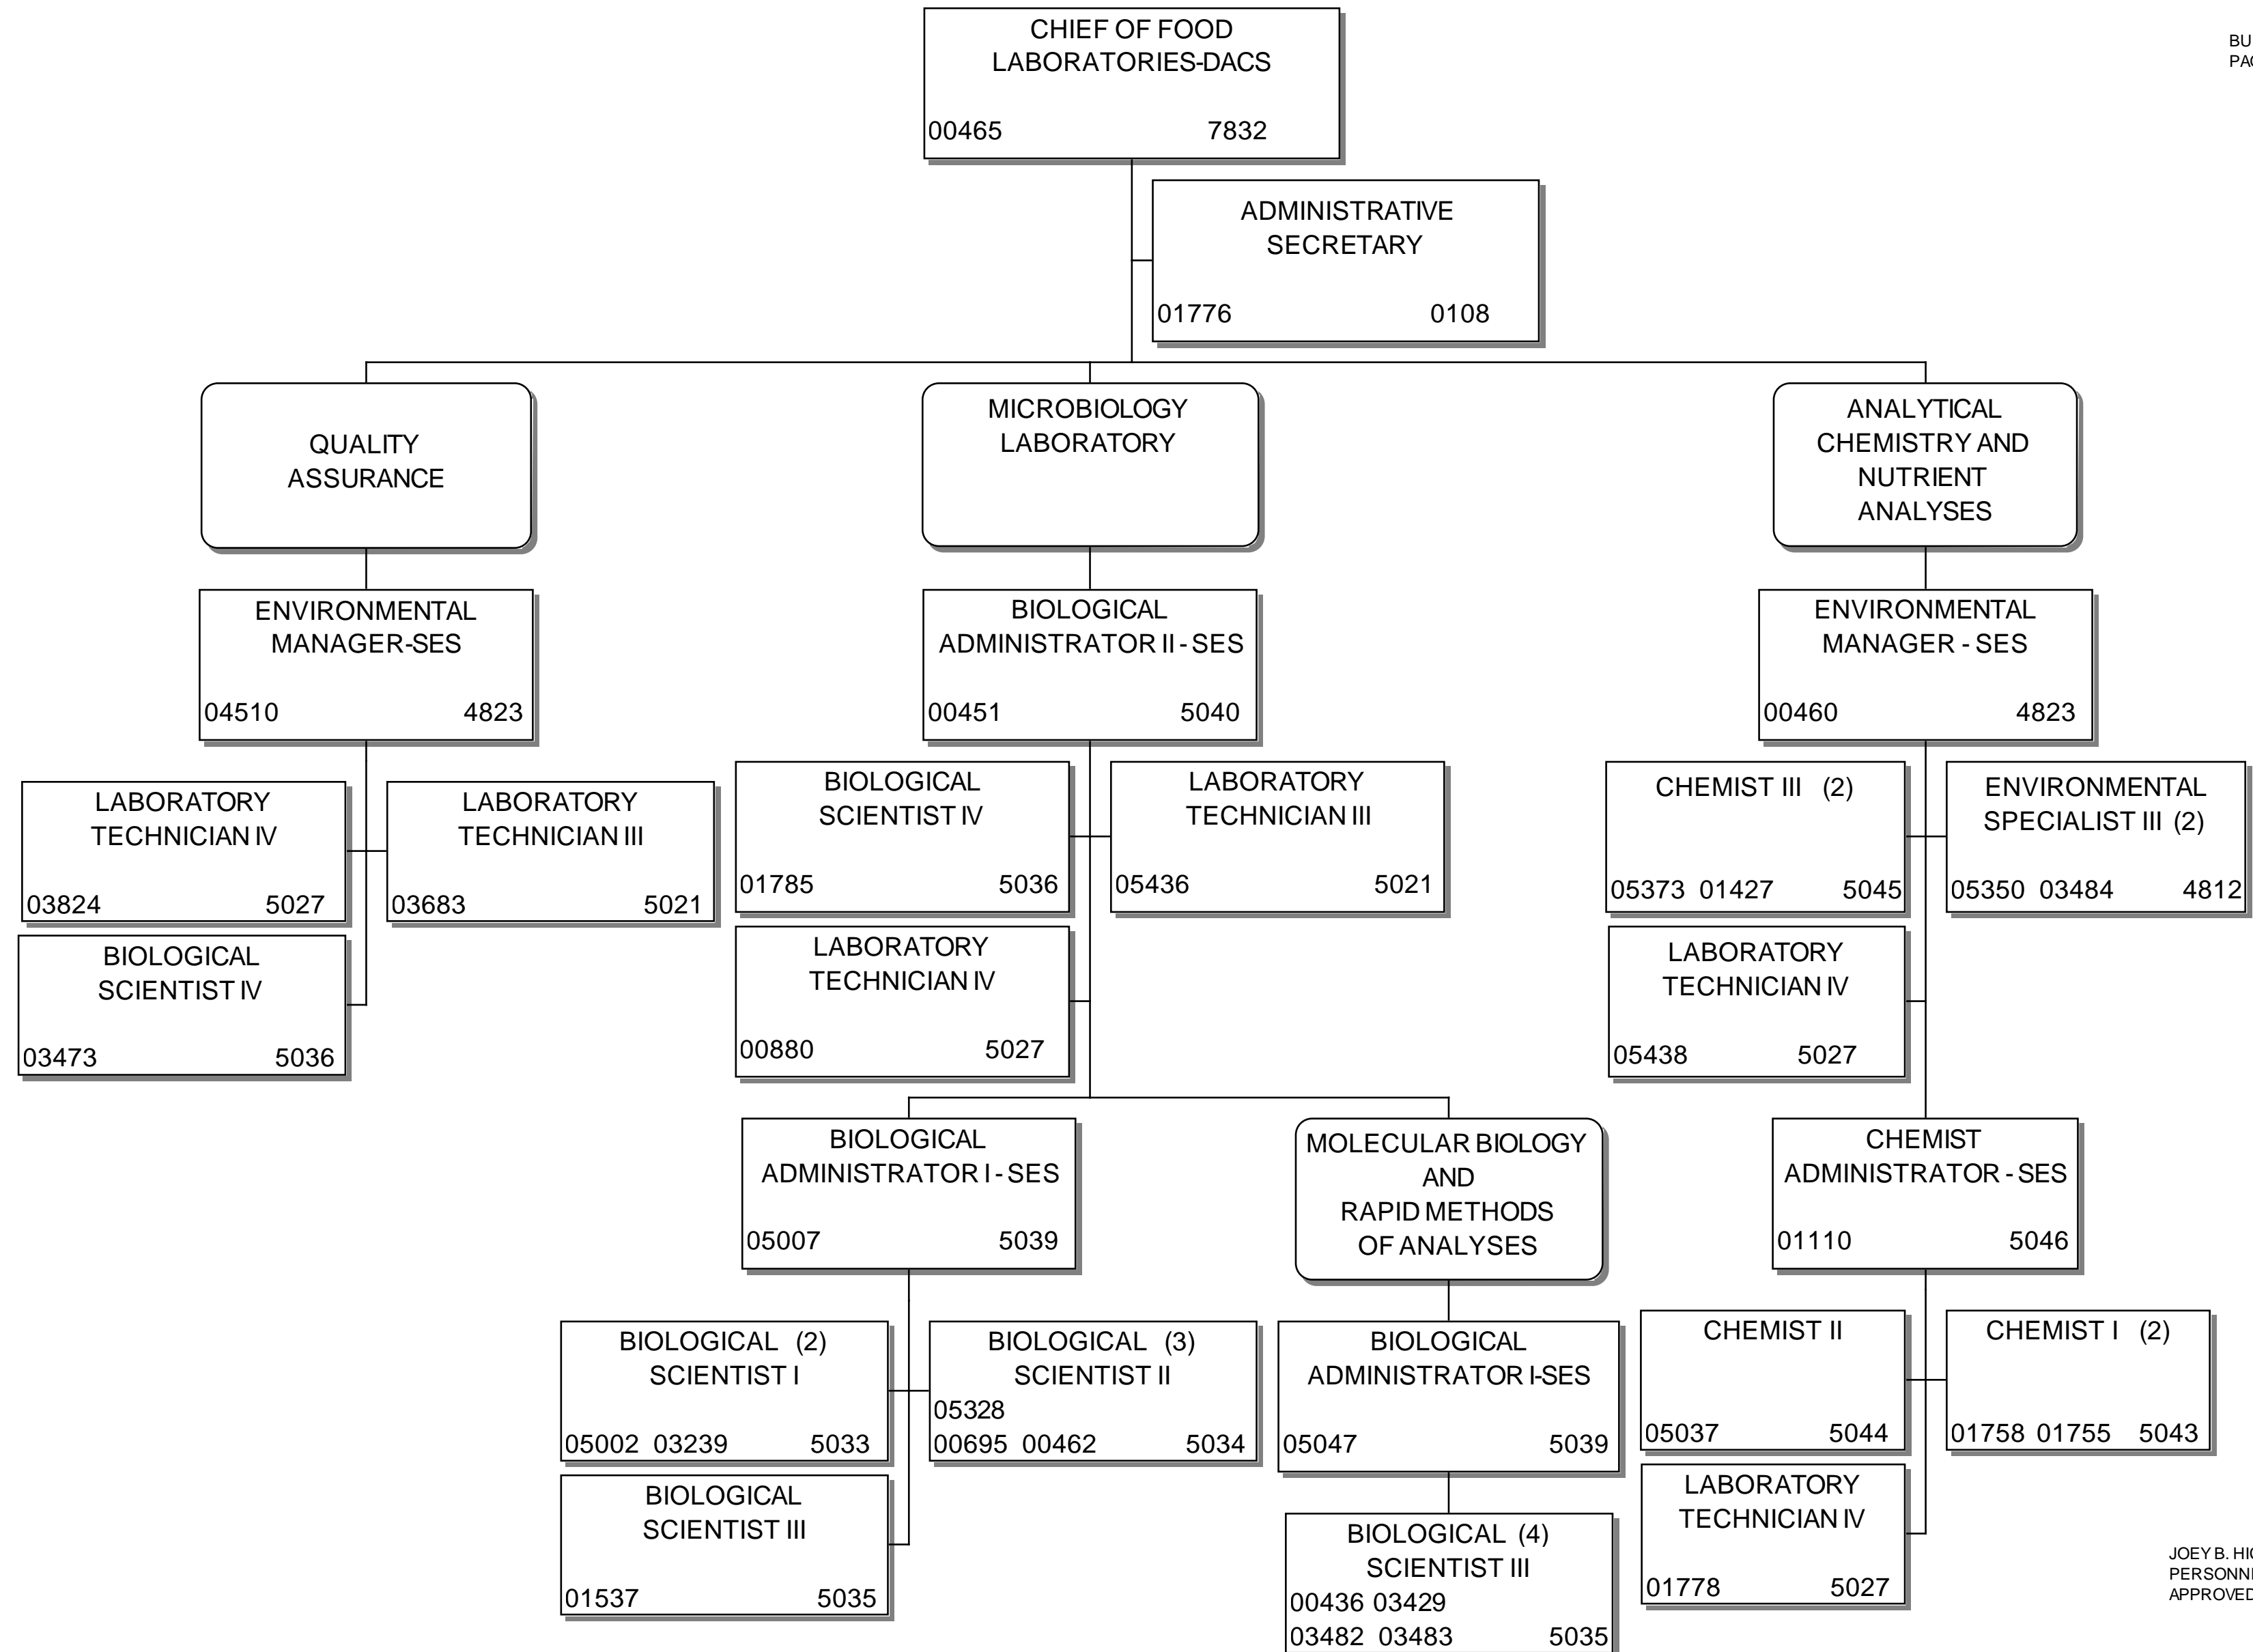 CHIEF OF FOOD
LABORATORIES-DACS
00465 7832
ADMINISTRATIVE
SECRETARY
01776 0108
QUALITY
ASSURANCE
MICROBIOLOGY
LABORATORY
ANALYTICAL
CHEMISTRY AND
NUTRIENT
ANALYSES
ENVIRONMENTAL
MANAGER-SES
04510 4823
BIOLOGICAL
ADMINISTRATOR II - SES
00451 5040
ENVIRONMENTAL
MANAGER - SES
00460 4823
LABORATORY
TECHNICIAN IV
03824 5027
LABORATORY
TECHNICIAN III
03683 5021
BIOLOGICAL
SCIENTIST IV
03473 5036
BIOLOGICAL
SCIENTIST IV
01785 5036
LABORATORY
TECHNICIAN III
05436 5021
LABORATORY
TECHNICIAN IV
00880 5027
CHEMIST III (2)
05373 01427 5045
ENVIRONMENTAL
SPECIALIST III (2)
05350 03484 4812
LABORATORY
TECHNICIAN IV
05438 5027
BIOLOGICAL
ADMINISTRATOR I - SES
05007 5039
MOLECULAR BIOLOGY
AND
RAPID METHODS
OF ANALYSES
CHEMIST
ADMINISTRATOR - SES
01110 5046
BIOLOGICAL (2)
SCIENTIST I
05002 03239 5033
BIOLOGICAL (3)
SCIENTIST II
05328
00695 00462 5034
BIOLOGICAL
SCIENTIST III
01537 5035
BIOLOGICAL
ADMINISTRATOR I-SES
05047 5039
BIOLOGICAL (4)
SCIENTIST III
00436 03429
03482 03483 5035
CHEMIST II
05037 5044
CHEMIST I (2)
01758 01755 5043
LABORATORY
TECHNICIAN IV
01778 5027
JOEY B.
APPROVED